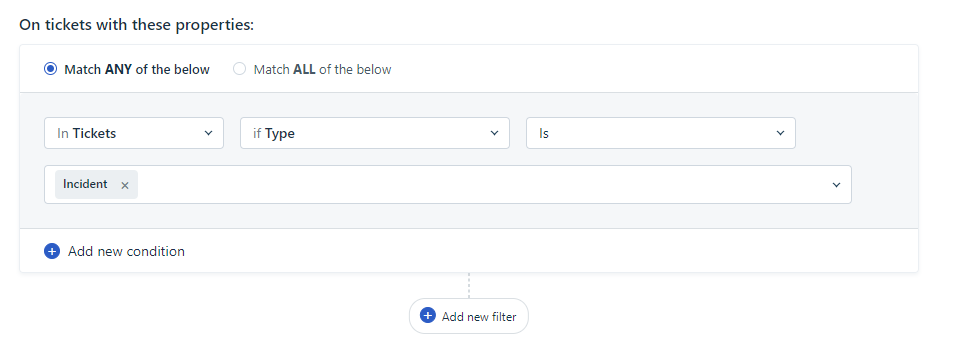 On tickets with these properties:
Match ANY of the below Match ALL of the below
In Tickets if Type Is
Incident ×
Add new condition
Add new filter